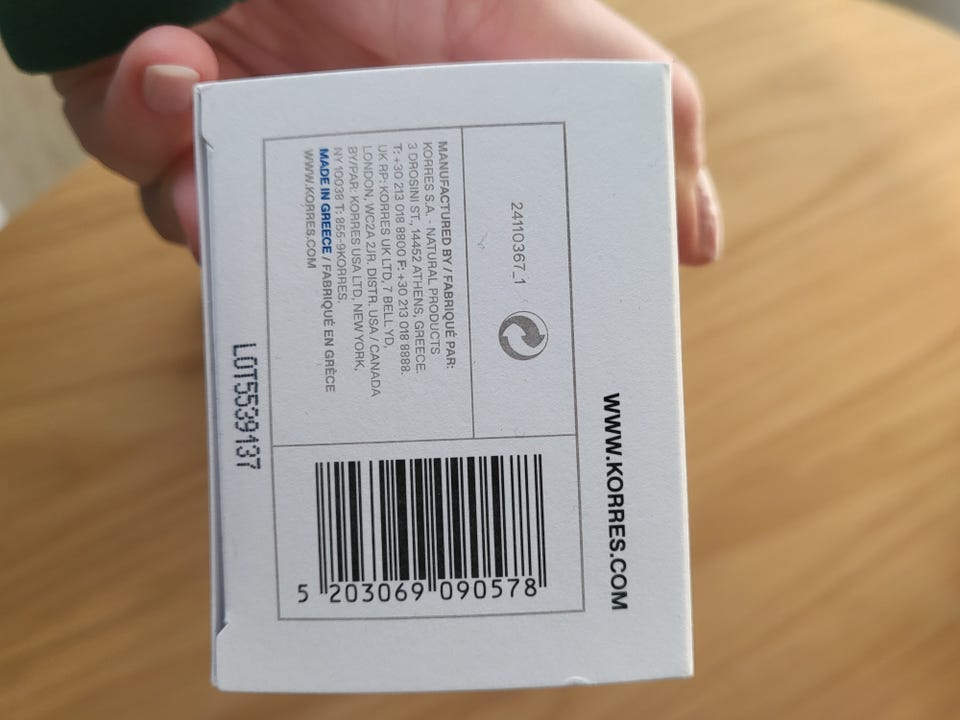 WWW.KORRES.COM
24110367_1
MANUFACTURED BY / FABRIQUÉ PAR:
KORRES S.A. - NATURAL PRODUCTS
3 DROSINI ST., 14452 ATHENS, GREECE.
T: +30 213 018 8800 F: +30 213 018 8888.
UK RP: KORRES UK LTD, 7 BELL YD,
LONDON, WC2A 2JR. DISTR. USA / CANADA
BY/PAR: KORRES USA LTD, NEW YORK,
NY 10038 T: 855-9KORRES.
MADE IN GREECE / FABRIQUÉ EN GRÈCE
WWW.KORRES.COM
5 203069 090578
LOT5539137